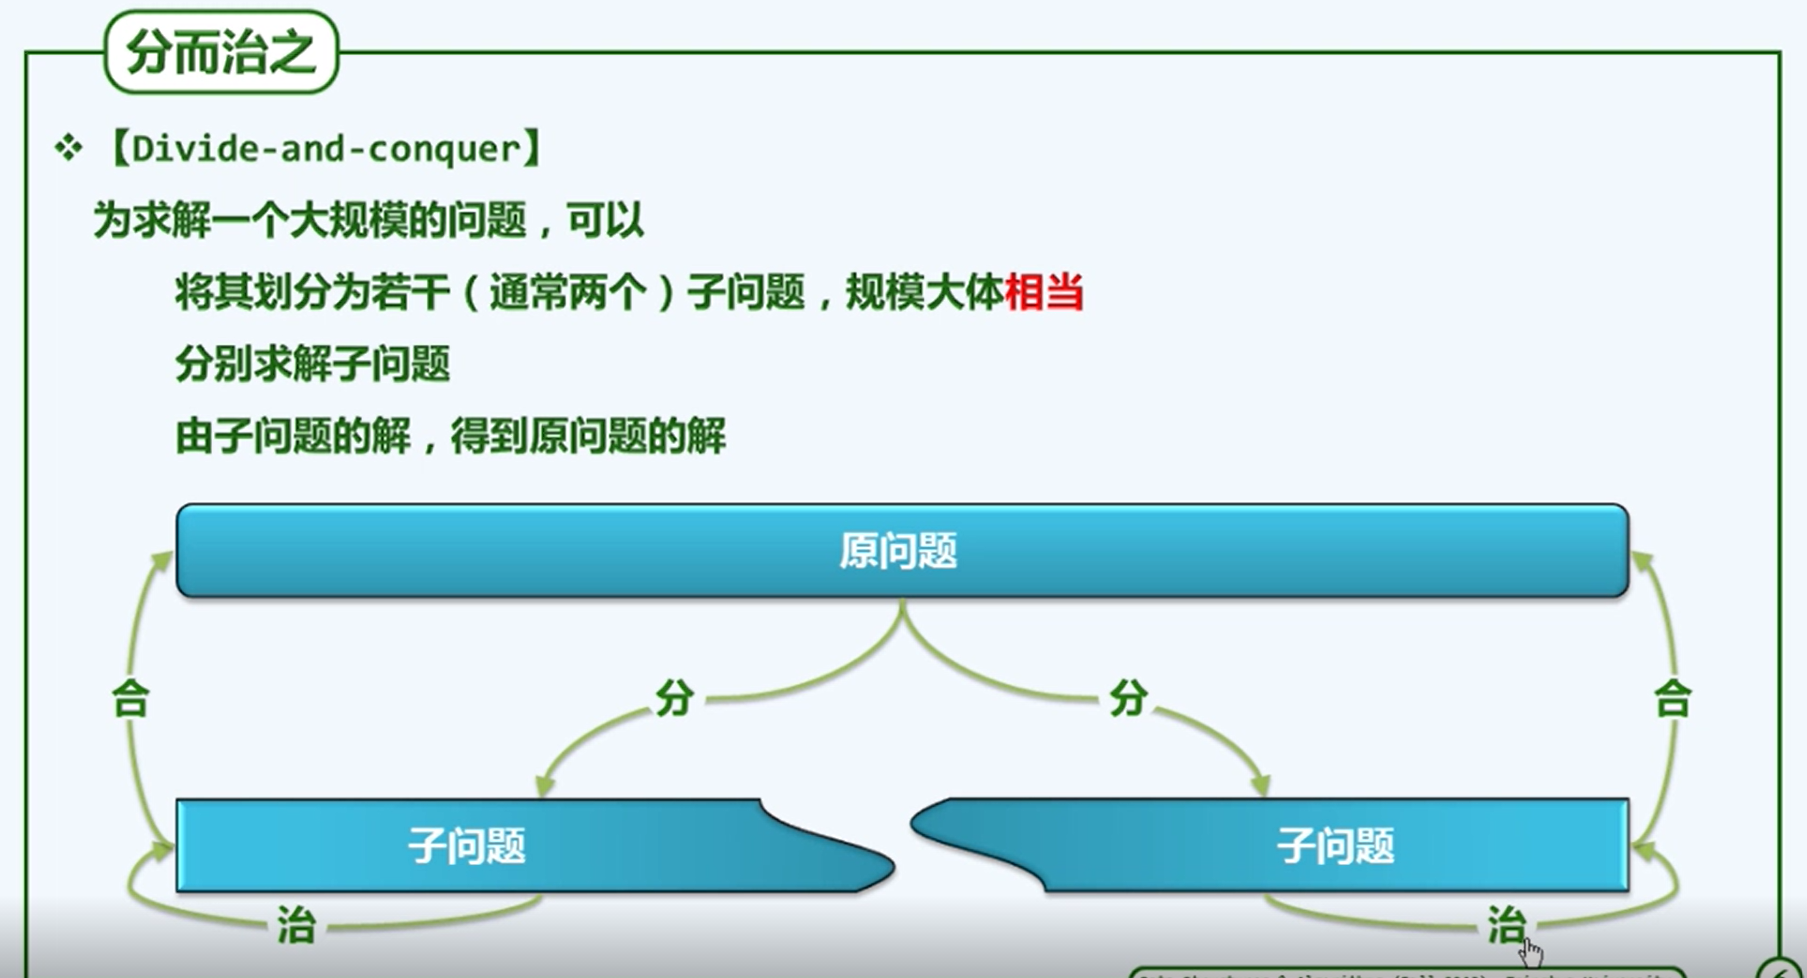 分而治之
❖【Divide-and-conquer】
为求解一个大规模的问题，可以
将其划分为若干（通常两个）子问题，规模大体相当
分别求解子问题
由子问题的解，得到原问题的解
原问题
合 分 分 合
子问题 子问题
治 治